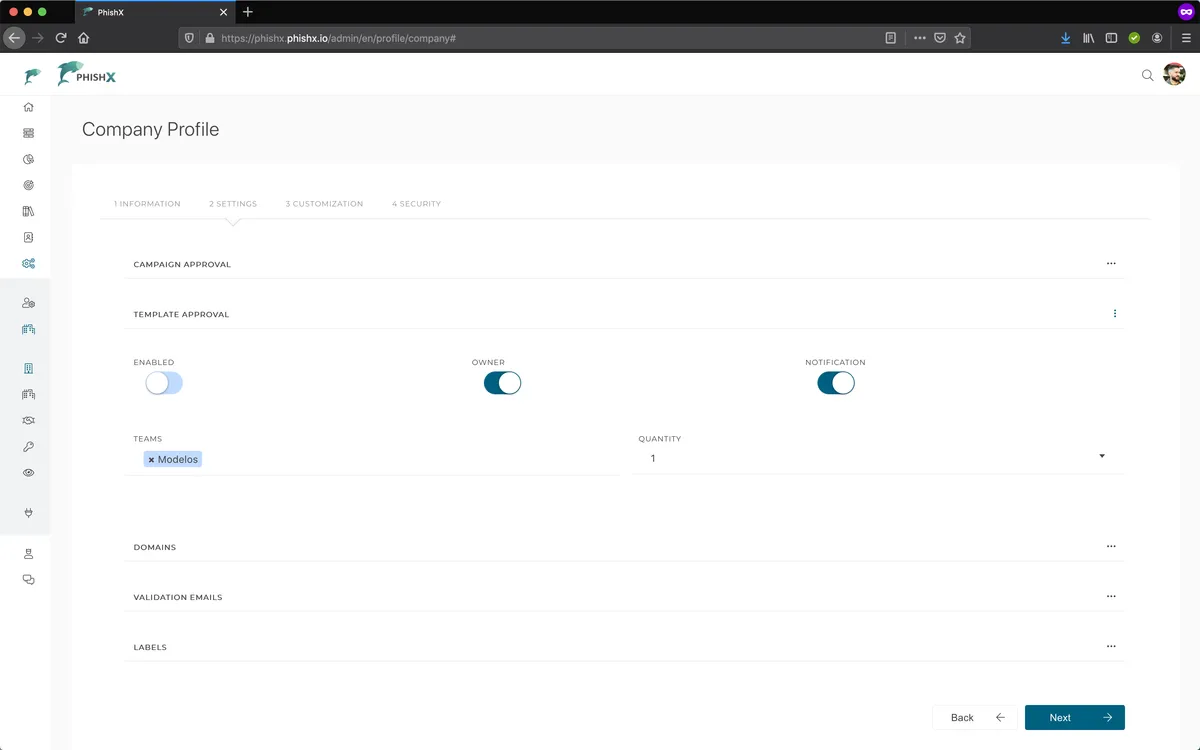 PhishX
https://phishx.phishx.io/admin/en/profile/company#
PHISHX
Company Profile
1 INFORMATION
2 SETTINGS
3 CUSTOMIZATION
4 SECURITY
CAMPAIGN APPROVAL
TEMPLATE APPROVAL
ENABLED
OWNER
NOTIFICATION
TEAMS
QUANTITY
× Modelos
1
DOMAINS
VALIDATION EMAILS
LABELS
Back
Next